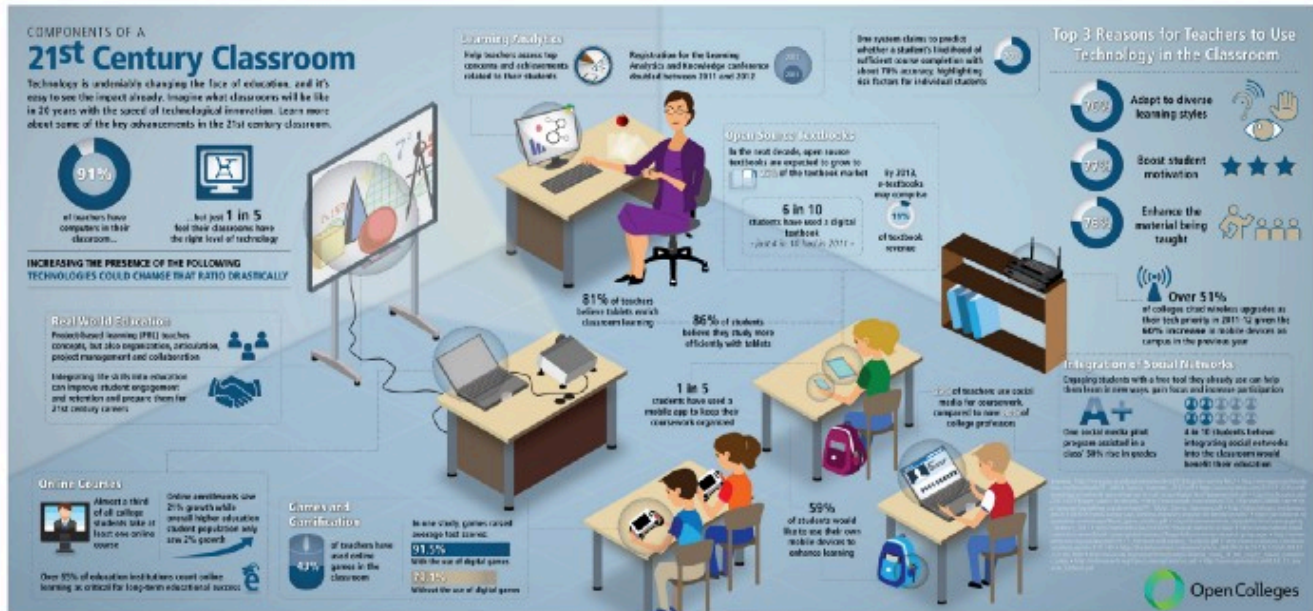 COMPONENTS OF A
21st Century Classroom
Technology is undeniably changing the face of education, and it's
easy to see the impact already. Imagine what classrooms will be like
in 20 years with the speed of technological innovation. Learn more
about some of the key advancements in the 21st century classroom.
91%
of teachers have
computers in their
classroom...
...but just 1 in 5
feel their classrooms have
the right level of technology
INCREASING THE PRESENCE OF THE FOLLOWING
TECHNOLOGIES COULD CHANGE THAT RATIO DRASTICALLY
Real World Education
Project-based learning (PBL) teaches
concepts, but also organization, articulation,
project management and collaboration
Integrating life skills into education
can improve student engagement
and retention and prepare them for
21st century careers
Online Courses
Almost a third
of all college
students take at
least one online
course
Online enrollments saw
21% growth while
overall higher education
student population only
saw 2% growth
Over 65% of education institutions count online
learning as critical for long-term educational success
Games and
Gamification
43%
of teachers have
used online
games in the
classroom
In one study, games raised
average test scores:
91.5%
With the use of digital games
79.1%
Without the use of digital games
Learning Analytics
Help teachers assess top
concerns and achievements
related to their students
Registration for the Learning
Analytics and Knowledge conference
doubled between 2011 and 2012
One system claims to predict
whether a student's likelihood of
sufficient course completion with
about 70% accuracy, highlighting
risk factors for individual students
Open Source Textbooks
In the next decade, open source
textbooks are expected to grow to
of the textbook market
6 in 10
students have used a digital
textbook
- just 4 in 10 had in 2011 -
By 2013,
e-textbooks
may comprise
of textbook
revenue
81% of teachers
believe tablets enrich
classroom learning
86% of students
believe they study more
efficiently with tablets
1 in 5
students have used a
mobile app to keep their
coursework organized
of teachers use social
media for coursework,
compared to
of
college professors
59%
of students would
like to use their own
mobile devices to
enhance learning
Top 3 Reasons for Teachers to Use
Technology in the Classroom
Adapt to diverse
learning styles
Boost student
motivation
Enhance the
material being
taught
Over 51%
of colleges cited wireless upgrades as
their tech priority in 2011-12 given the
60% increase in mobile devices on
campus in the previous year
Integration of Social Networks
Engaging students with a free tool they already use can help
them learn in new ways, gain focus and increase participation
A+
One social media pilot
program assisted in a
class' 50% rise in grades
4 in 10 students believe
integrating social networks
into the classroom would
benefit their education
OpenColleges